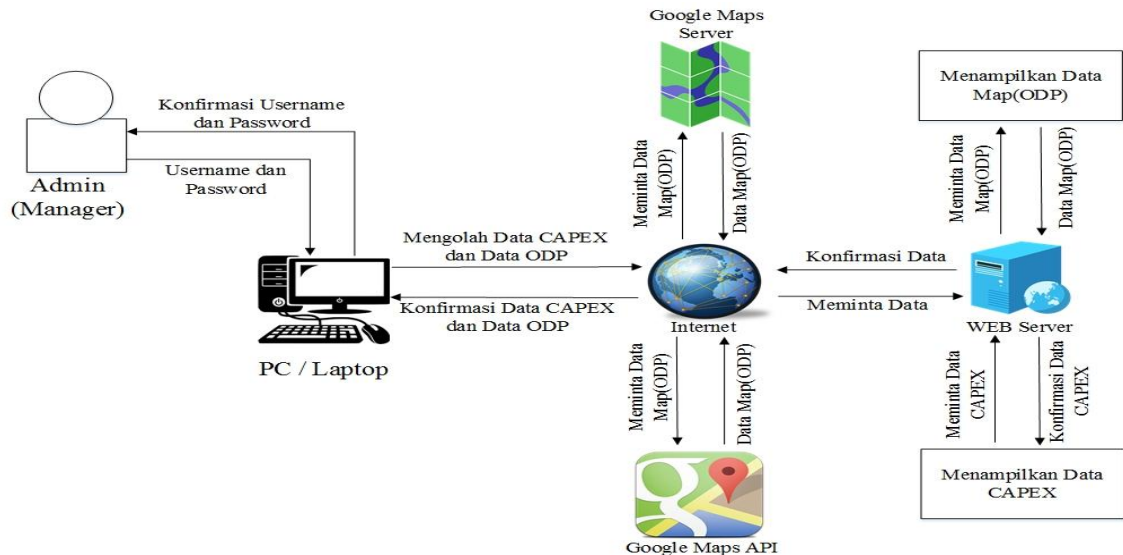 Google Maps
Server
Menampilkan Data
Map(ODP)
Konfirmasi Username
dan Password
Username dan
Password
Admin
(Manager)
Meminta Data
Map(ODP)
Data Map(ODP)
Meminta Data
Map(ODP)
Data Map(ODP)
Mengolah Data CAPEX
dan Data ODP
Konfirmasi Data
Konfirmasi Data CAPEX
dan Data ODP
Meminta Data
Internet
WEB Server
PC / Laptop
Meminta Data
Map(ODP)
Data Map(ODP)
Meminta Data
CAPEX
Konfirmasi Data
CAPEX
Menampilkan Data
CAPEX
Google Maps API